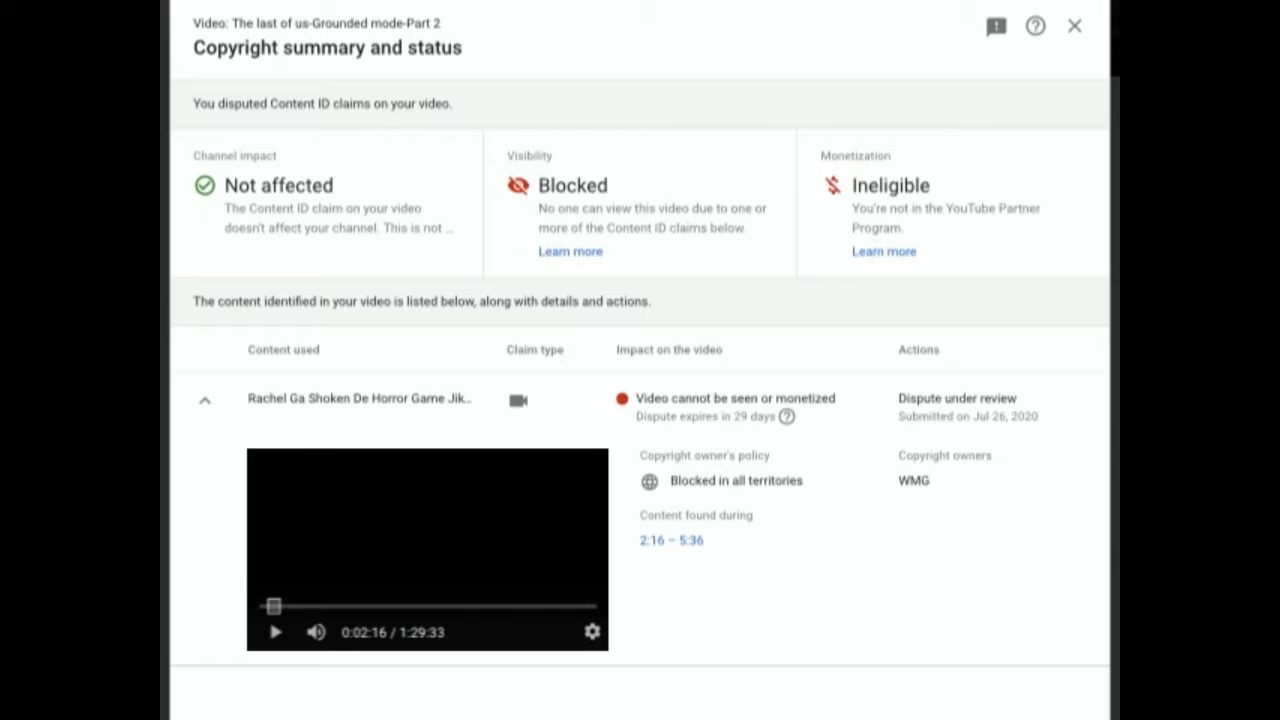 Video: The last of us-Grounded mode-Part 2
Copyright summary and status
You disputed Content ID claims on your video.
Channel impact
Not affected
The Content ID claim on your video
doesn't affect your channel. This is not ...
Visibility
Blocked
No one can view this video due to one or
more of the Content ID claims below.
Learn more
Monetization
Ineligible
You're not in the YouTube Partner
Program.
Learn more
The content identified in your video is listed below, along with details and actions.
Content used Claim type Impact on the video Actions
Rachel Ga Shoken De Horror Game Jik...
Video cannot be seen or monetized
Dispute expires in 29 days
Dispute under review
Submitted on Jul 26, 2020
Copyright owner's policy
Blocked in all territories
Copyright owners
WMG
Content found during
2:16 – 5:36
0:02:16 / 1:29:33